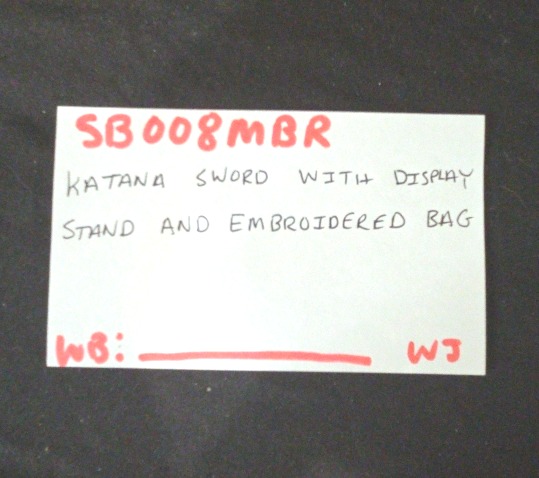 SB008MBR
KATANA SWORD WITH DISPLAY
STAND AND EMBROIDERED BAG
WB: WJ